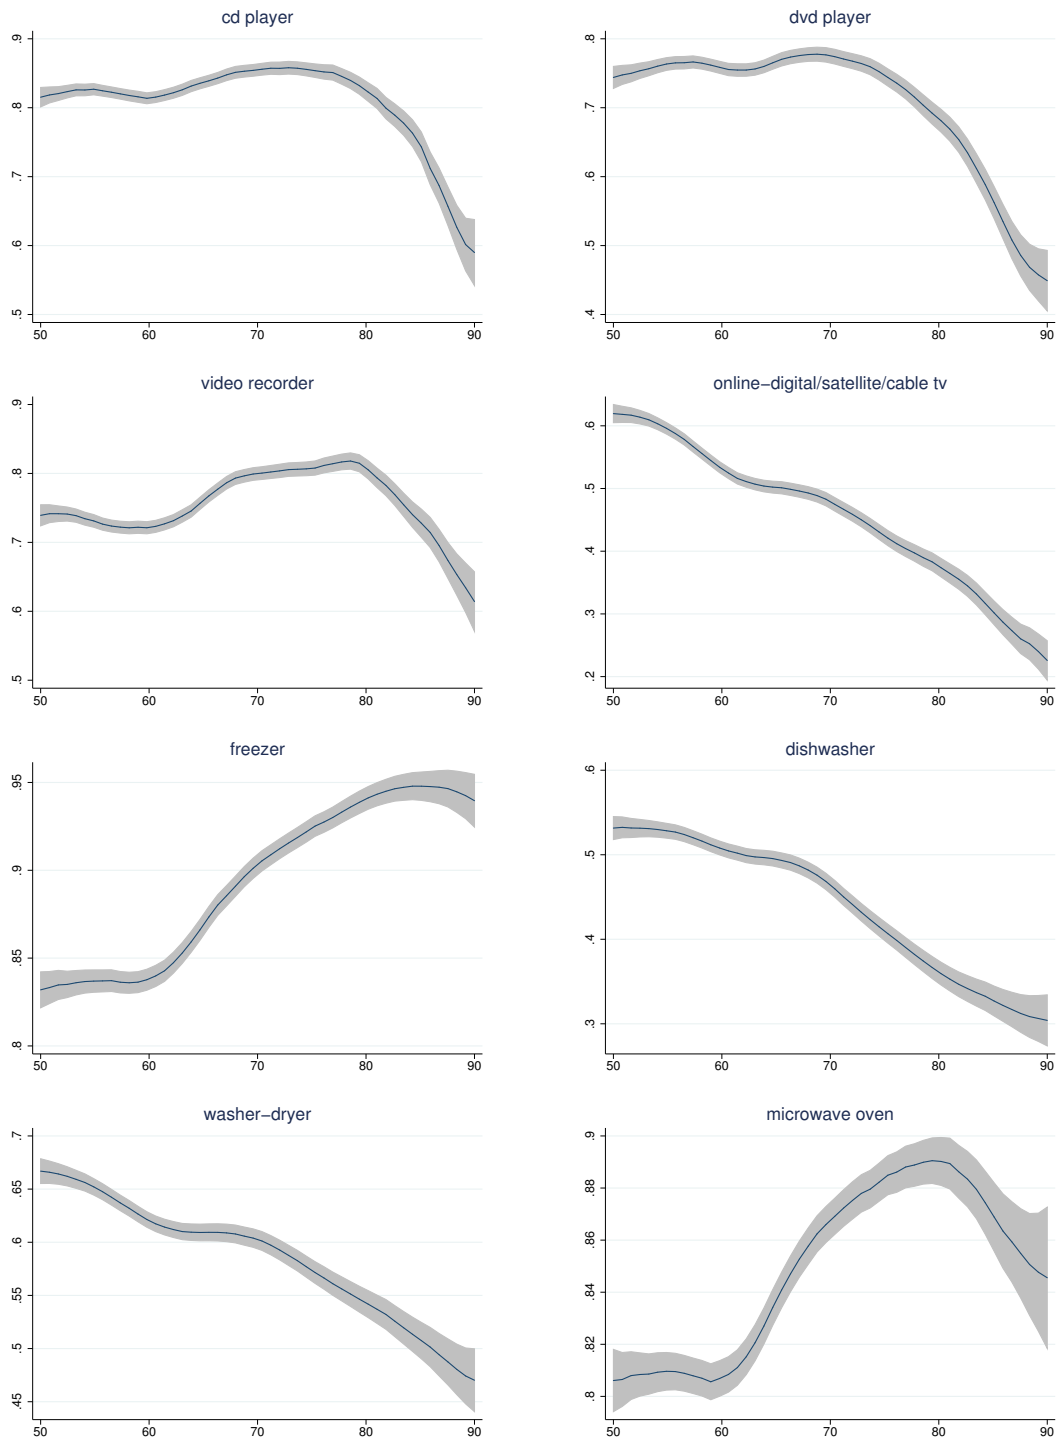 cd player
.9
.8
.7
.6
.5
50 60 70 80 90
dvd player
.8
.7
.6
.5
.4
50 60 70 80 90
video recorder
.9
.8
.7
.6
.5
50 60 70 80 90
online−digital/satellite/cable tv
.6
.5
.4
.3
.2
50 60 70 80 90
freezer
.95
.9
.85
.8
50 60 70 80 90
dishwasher
.6
.5
.4
.3
50 60 70 80 90
washer−dryer
.7
.65
.6
.55
.5
.45
50 60 70 80 90
microwave oven
.9
.88
.86
.84
.82
.8
50 60 70 80 90